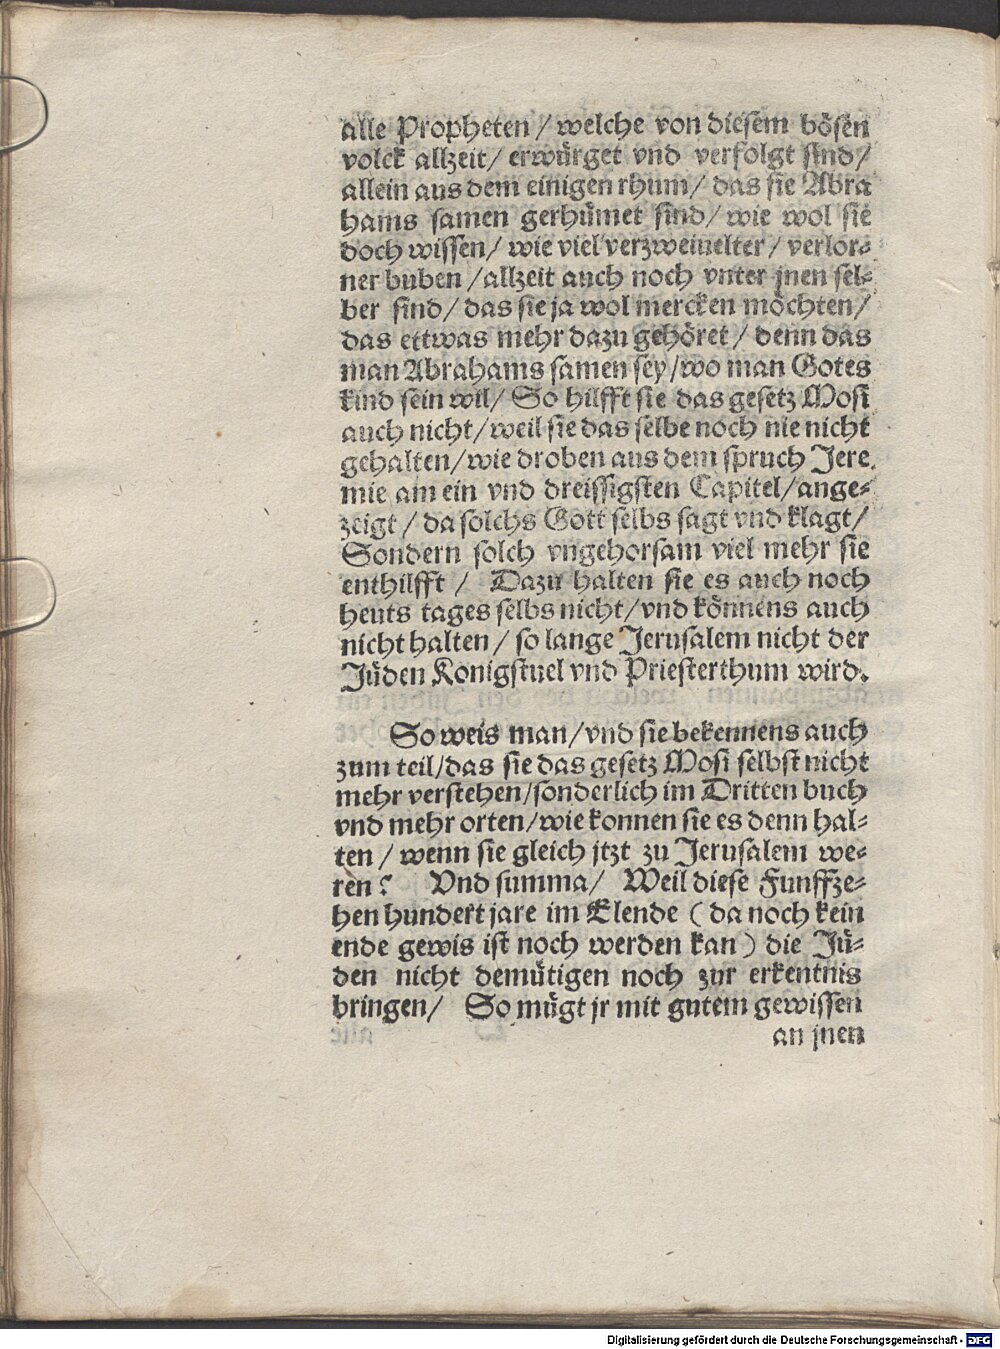 alle Propheten / welche von diesem bösen
volck allzeit / erwürget vnd verfolgt sind /
allein aus dem einigen rhum / das sie Abra
hams samen gerhümet sind / wie wol sie
doch wissen / wie viel verzweiuelter / verlor-
ner buben / allzeit auch noch vnter jnen sel-
ber sind / das sie ja wol mercken möchten /
das ettwas mehr dazu gehöret / denn das
man Abrahams samen sey / wo man Gotes
kind sein wil / So hilfft sie das gesetz Mosi
auch nicht / weil sie das selbe noch nie nicht
gehalten / wie droben aus dem spruch Jere.
mie am ein vnd dreissigsten Capitel / ange-
zeigt / da solchs Gott selbs sagt vnd klagt /
Sondern solch vngehorsam viel mehr sie
enthilfft / Dazu halten sie es auch noch
heuts tages selbs nicht / vnd können s auch
nicht halten / so lange Jerusalem nicht der
Jüden Konigstuel vnd Priesterthum wird.
So weis man / vnd sie bekennens auch
zum teil / das sie das gesetz Mosi selbst nicht
mehr verstehen / sonderlich im Dritten buch
vnd mehr orten / wie konnen sie es denn hal-
ten / wenn sie gleich jtzt zu Jerusalem we-
ren? Vnd summa / Weil diese Funffze-
hen hundert jare im Elende ( da noch kein
ende gewis ist noch werden kan ) die Jü-
den nicht demütigen noch zur erkentnis
bringen / So mügt jr mit gutem gewissen
an jnen
Digitalisierung gefördert durch die Deutsche Forschungsgemeinschaft - DFG